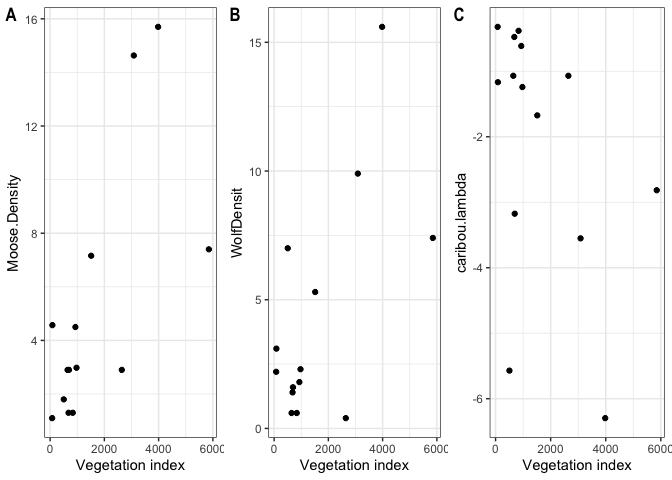 A
B
C
Moose.Density
16
12
8
4
0
2000
4000
6000
Vegetation index
WolfDensit
15
10
5
0
0
2000
4000
6000
Vegetation index
caribou.lambda
-2
-4
-6
0
2000
4000
6000
Vegetation index